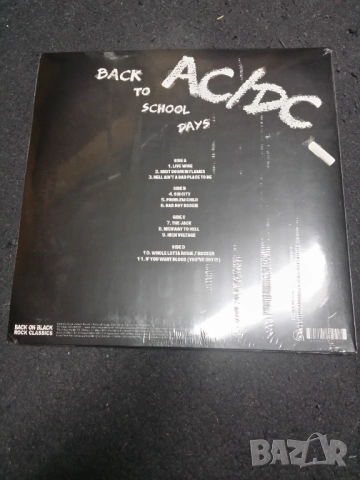 BACK
TO
SCHOOL
DAYS
AC/DC
SIDE A
1. LIVE WIRE
2. SHOT DOWN IN FLAMES
3. HELL AIN'T A BAD PLACE TO BE
SIDE B
4. SIN CITY
5. PROBLEM CHILD
6. BAD BOY BOOGIE
SIDE C
7. THE JACK
8. HIGHWAY TO HELL
9. HIGH VOLTAGE
SIDE D
10. WHOLE LOTTA ROSIE / ROCKER
11. IF YOU WANT BLOOD (YOU'VE GOT IT)
BACK ON BLACK
ROCK CLASSICS
BAZAR